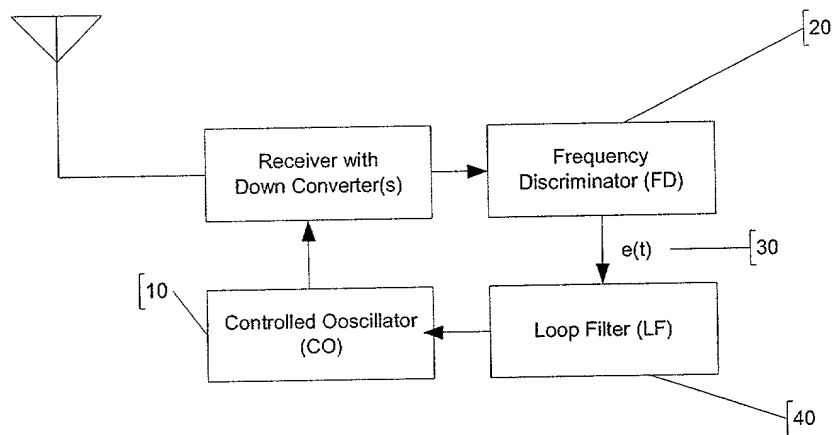 [20
Receiver with
Down Converter(s)
Frequency
Discriminator (FD)
e(t)
[30
[10
Controlled Ooscillator
(CO)
Loop Filter (LF)
[40